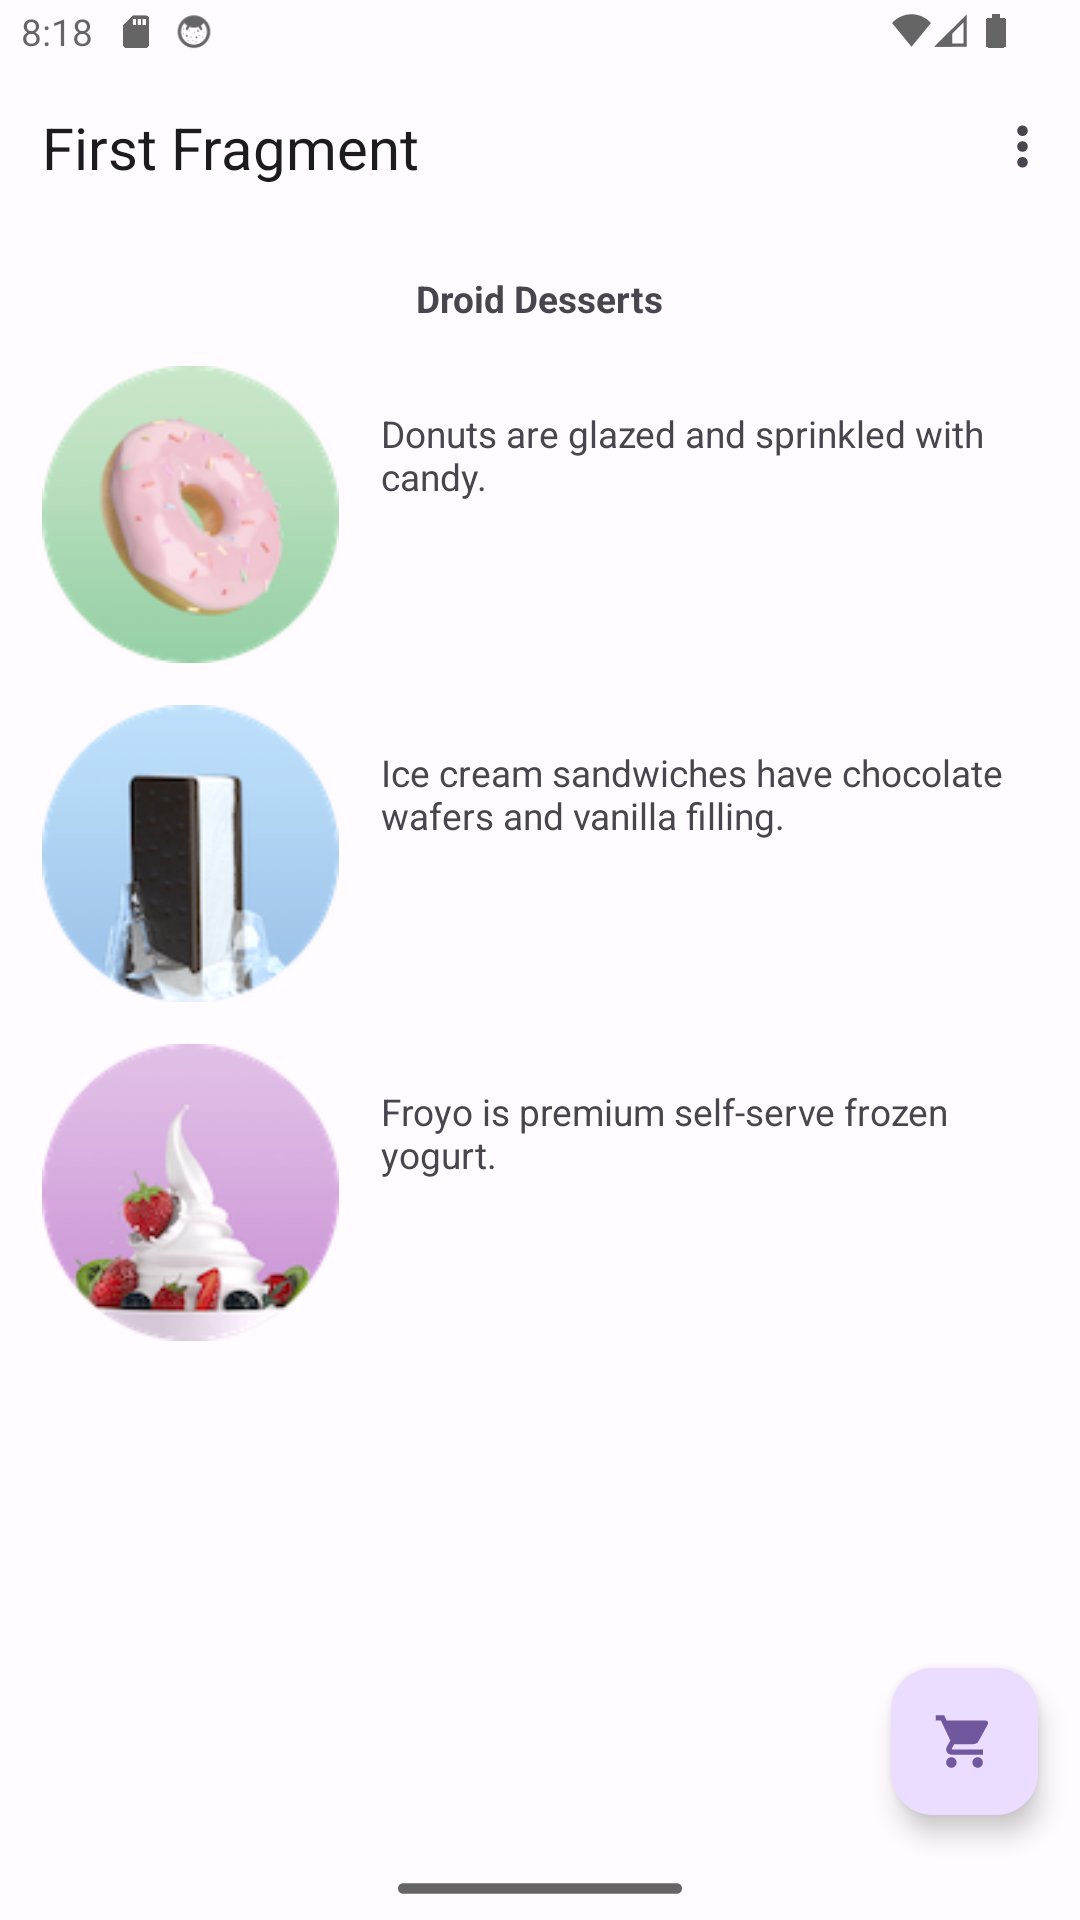 8:18
First Fragment
Droid Desserts
Donuts are glazed and sprinkled with
candy.
Ice cream sandwiches have chocolate
wafers and vanilla filling.
Froyo is premium self-serve frozen
yogurt.